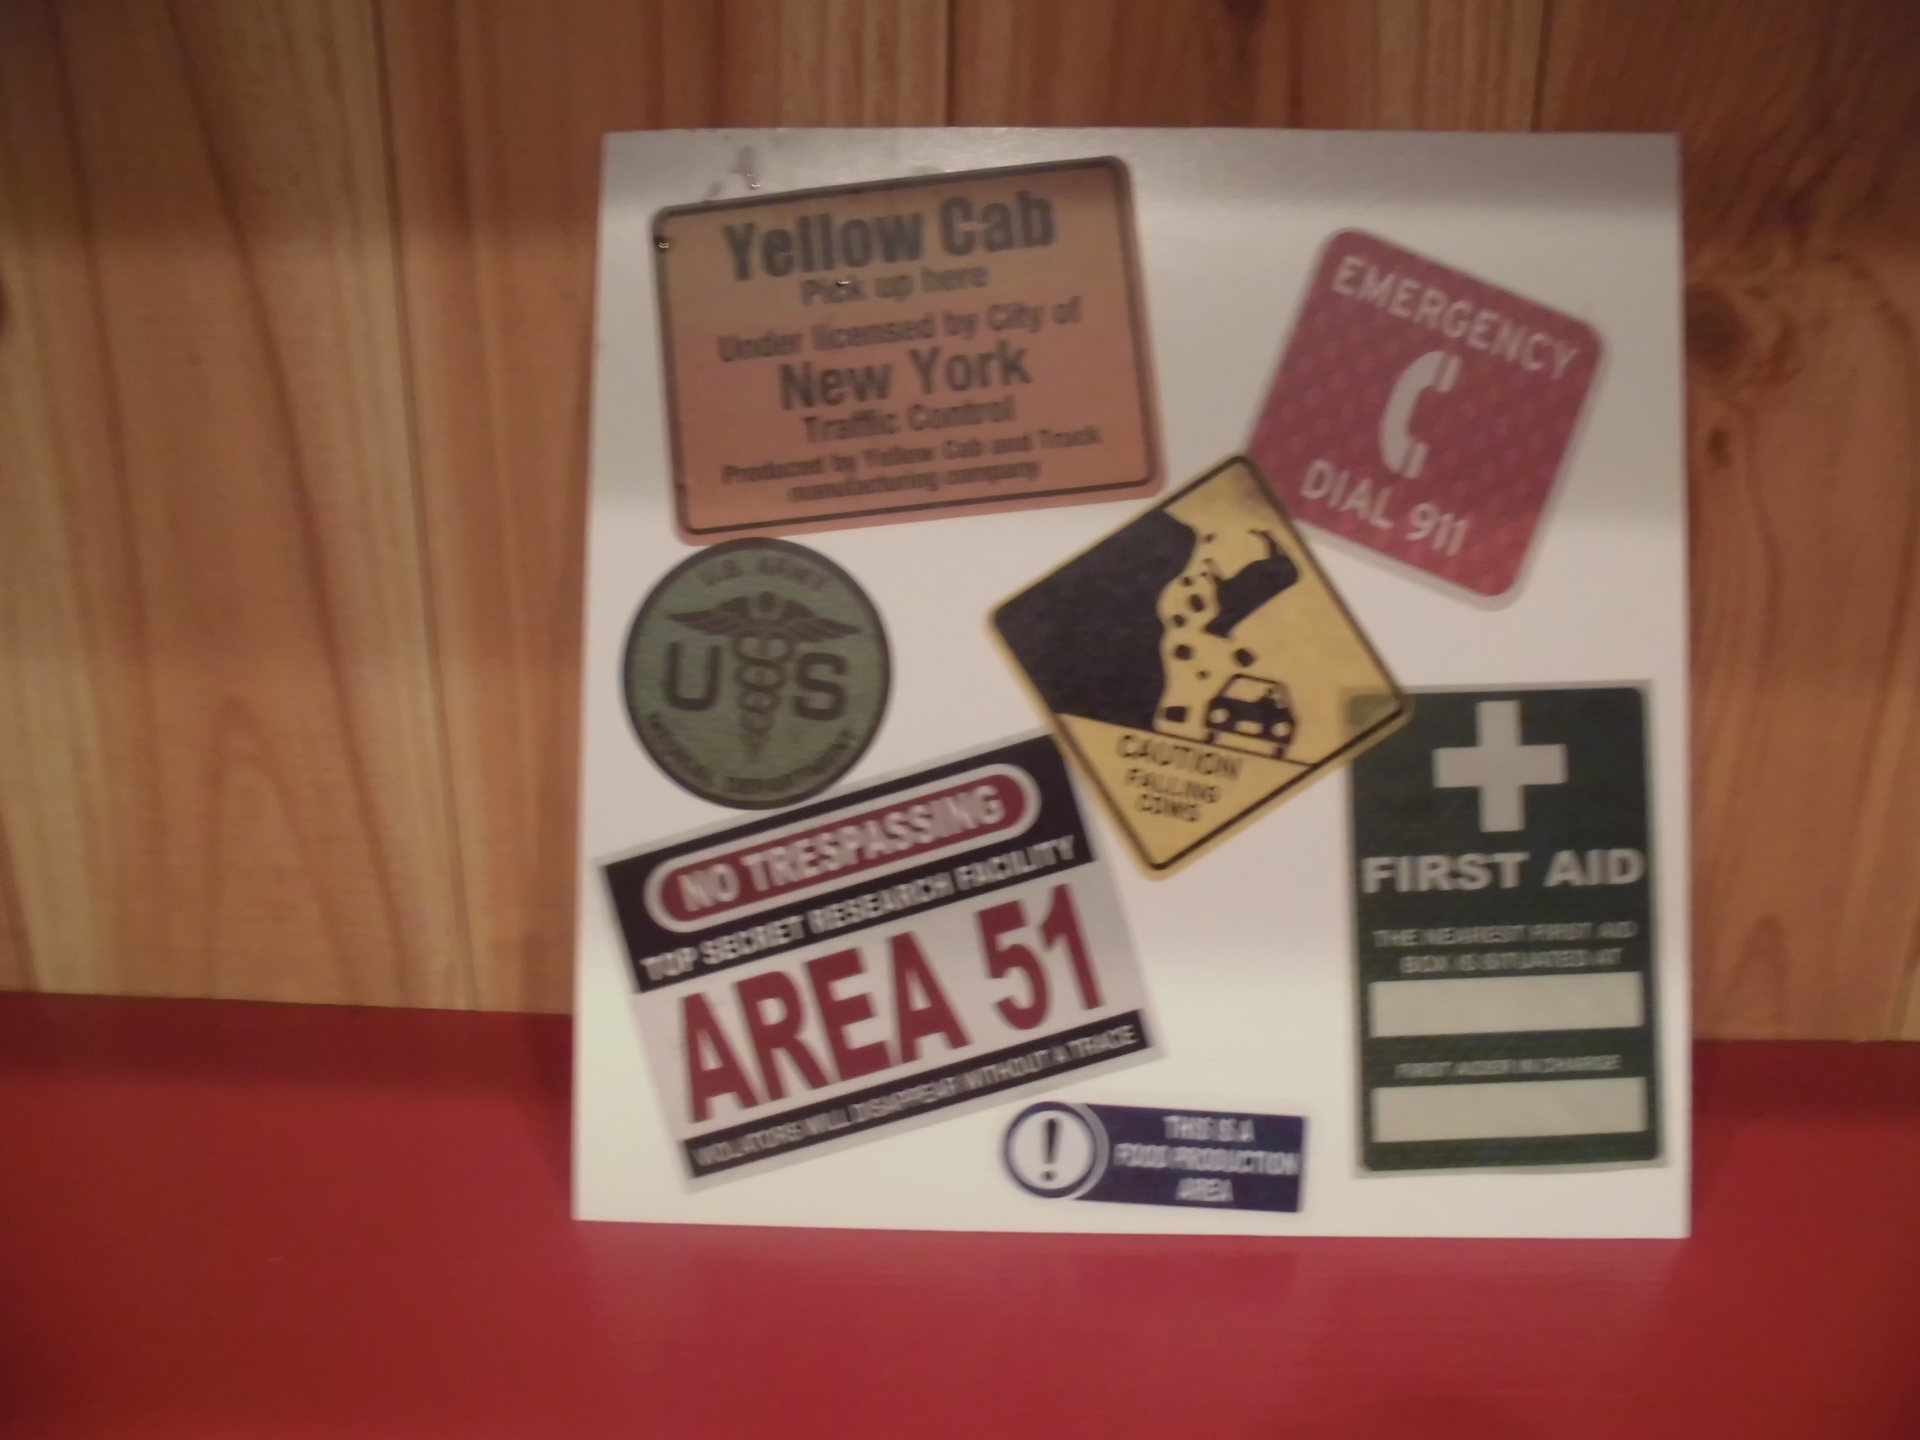 Yellow Cab
Pick up here
Under licensed by City of
New York
Traffic Control
Produced by Yellow Cab and Truck
manufacturing company
EMERGENCY
DIAL 911
U.S. ARMY
U S
MEDICAL DEPARTMENT
CAUTION
FALLING
COWS
NO TRESPASSING
TOP SECRET RESEARCH FACILITY
AREA 51
VIOLATORS WILL DISAPPEAR WITHOUT A TRACE
FIRST AID
THE NEAREST FIRST AID
BOX IS SITUATED AT
FIRST AIDER IN CHARGE
!
THIS IS A
FOOD PRODUCTION
AREA